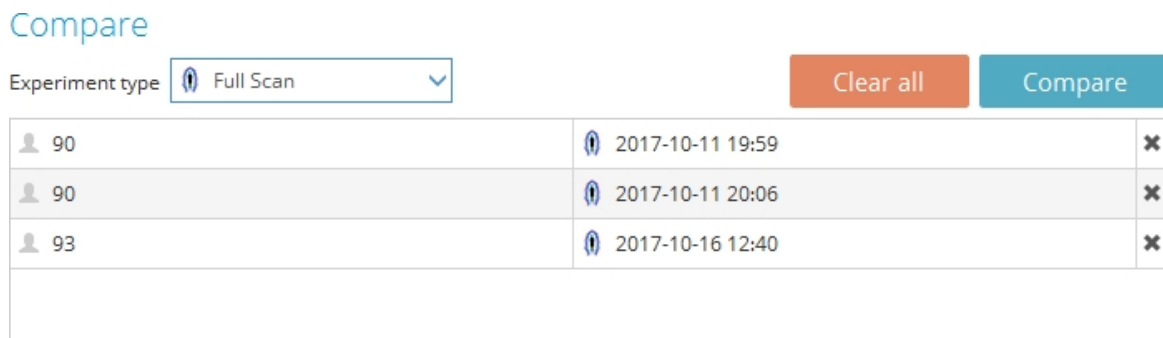 Compare
Experiment type Full Scan Clear all Compare
90 2017-10-11 19:59
90 2017-10-11 20:06
93 2017-10-16 12:40